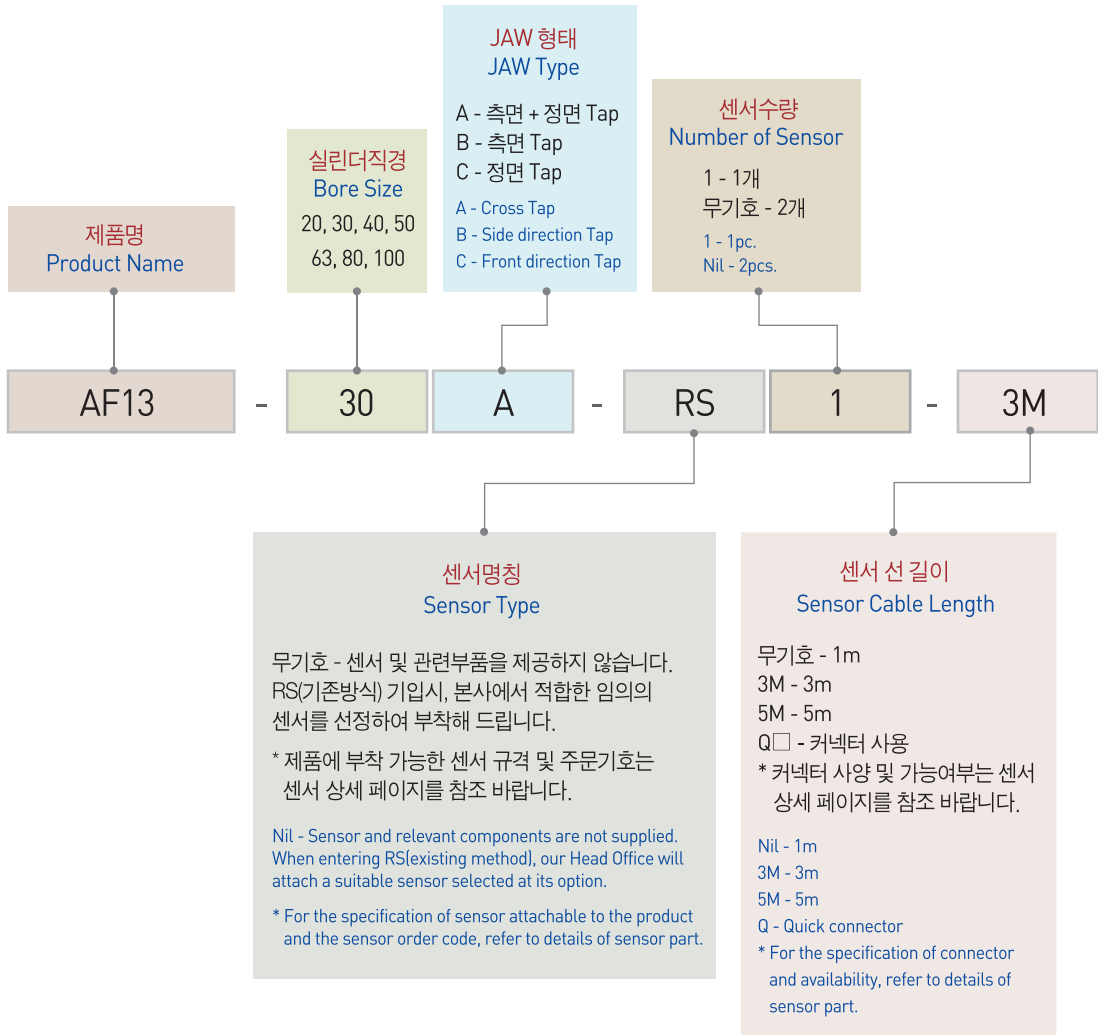 JAW 형태
JAW Type
A - 측면 + 정면 Tap
B - 측면 Tap
C - 정면 Tap
A - Cross Tap
B - Side direction Tap
C - Front direction Tap
센서수량
Number of Sensor
1 - 1개
무기호 - 2개
1 - 1pc.
Nil - 2pcs.
실린더직경
Bore Size
20, 30, 40, 50
63, 80, 100
제품명
Product Name
AF13 - 30 A - RS 1 - 3M
센서명칭
Sensor Type
무기호 - 센서 및 관련부품을 제공하지 않습니다.
RS(기존방식) 기입시, 본사에서 적합한 임의의
센서를 선정하여 부착해 드립니다.
* 제품에 부착 가능한 센서 규격 및 주문기호는
센서 상세 페이지를 참조 바랍니다.
Nil - Sensor and relevant components are not supplied.
When entering RS(existing method), our Head Office will
attach a suitable sensor selected at its option.
* For the specification of sensor attachable to the product
and the sensor order code, refer to details of sensor part.
센서 선 길이
Sensor Cable Length
무기호 - 1m
3M - 3m
5M - 5m
Q□ - 커넥터 사용
* 커넥터 사양 및 가능여부는 센서
상세 페이지를 참조 바랍니다.
Nil - 1m
3M - 3m
5M - 5m
Q - Quick connector
* For the specification of connector
and availability, refer to details of
sensor part.